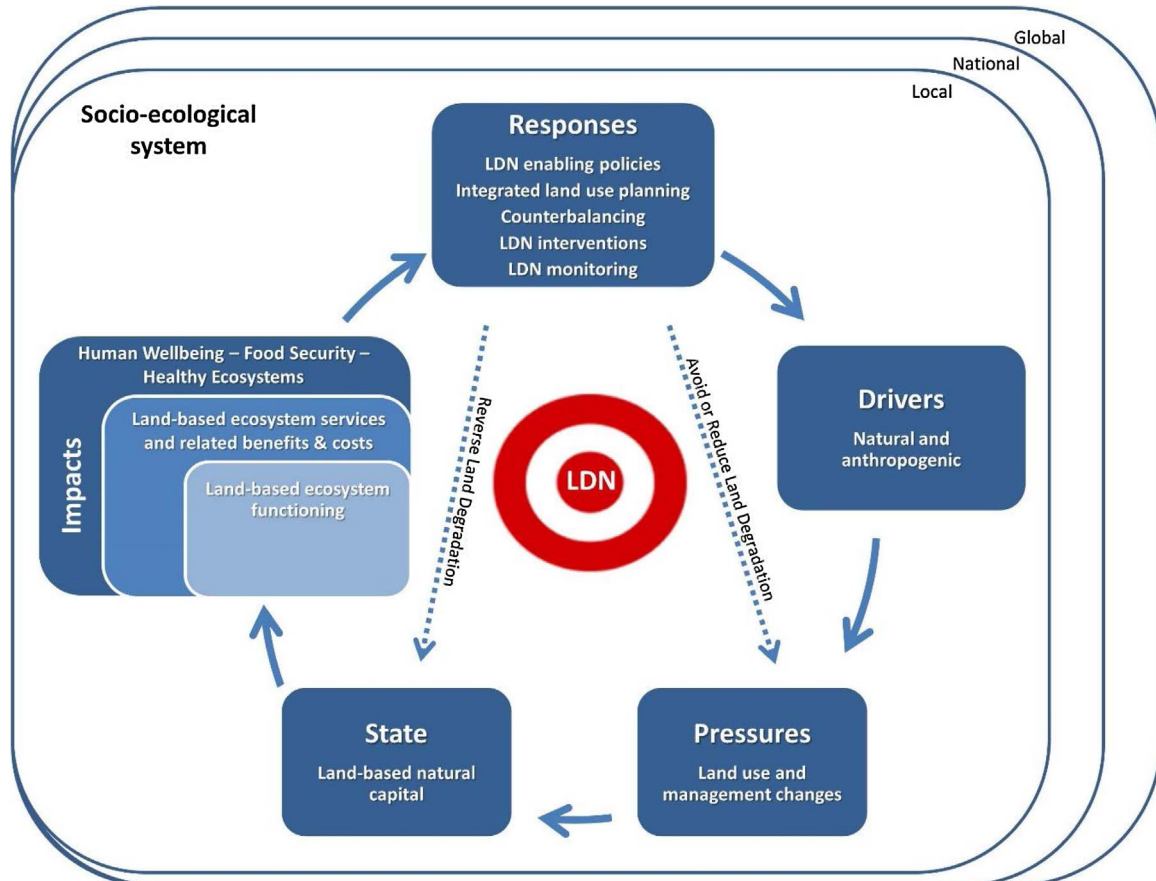 Global
National
Local
Socio-ecological
system
Responses
LDN enabling policies
Integrated land use planning
Counterbalancing
LDN interventions
LDN monitoring
Human Wellbeing – Food Security –
Healthy Ecosystems
Land-based ecosystem services
and related benefits & costs
Land-based ecosystem
functioning
Impacts
Reverse Land Degradation
LDN
Avoid or Reduce Land Degradation
Drivers
Natural and
anthropogenic
State
Land-based natural
capital
Pressures
Land use and
management changes